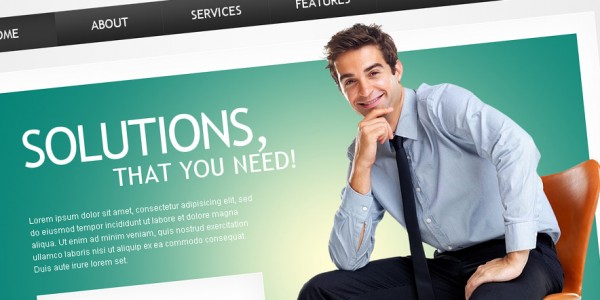 OME ABOUT SERVICES FEATURES
SOLUTIONS,
THAT YOU NEED!
Lorem ipsum dolor sit amet, consectetur adipiscing elit,
do eiusmod tempor incididunt ut labore et dolore magna
aliqua. Ut enim ad minim veniam, quis nostrud exercitation
ullamco laboris nisi ut aliquip ex ea commodo consequat.
Duis aute irure lorem set.